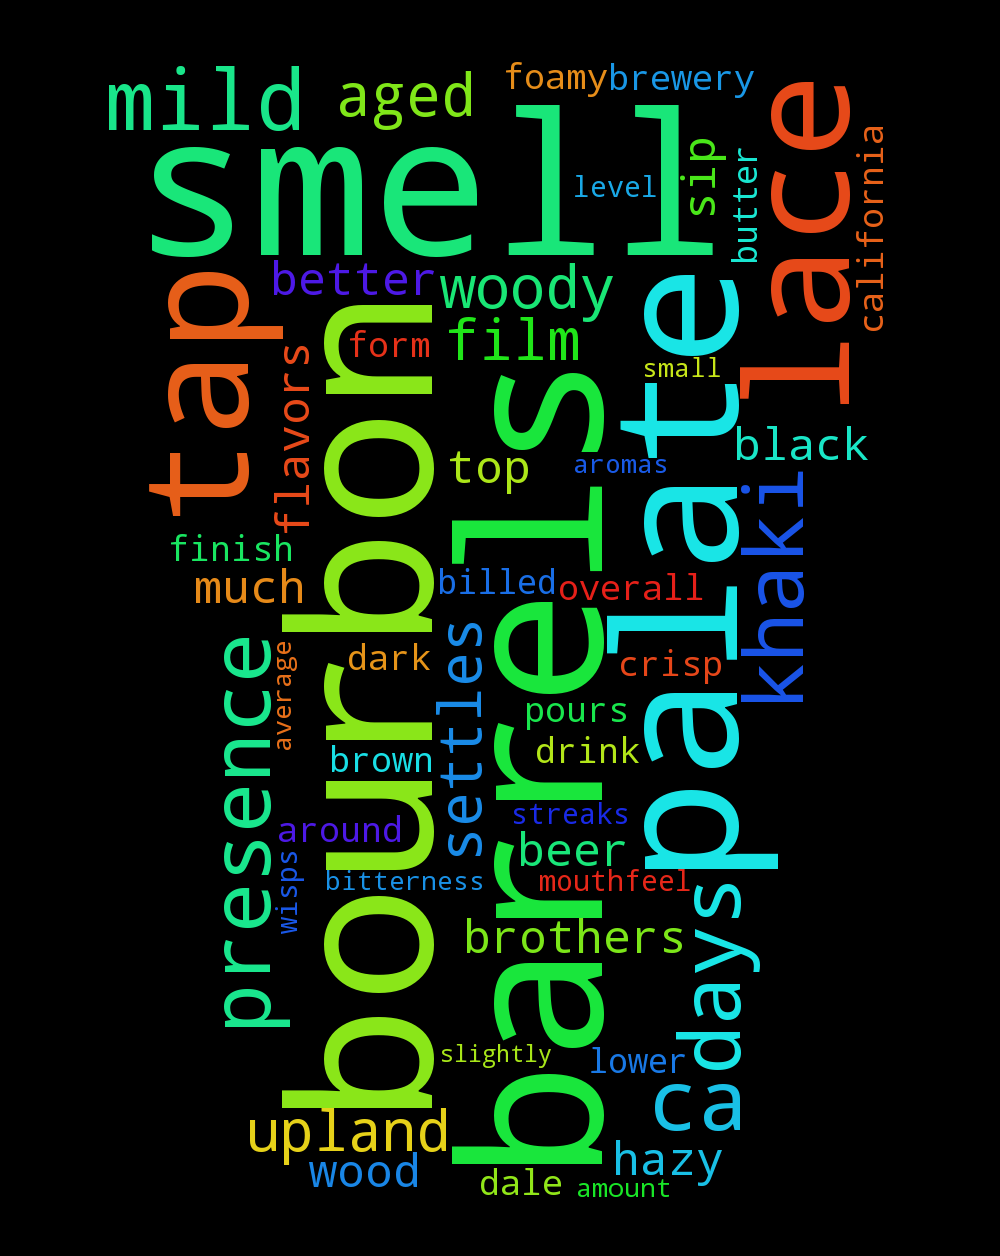 foamy
brewery
mild
aged
smell
level
sip
butter
lace
california
better
woody
tap
bourbon
form
film
flavors
barrels
palate
small
black
top
aromas
khaki
finish
much
billed
overall
presence
average
dark
settles
crisp
pours
brown
drink
streaks
around
beer
wisps
bitterness
mouthfeel
brothers
days
slightly
lower
ca
upland
hazy
wood
dale
amount